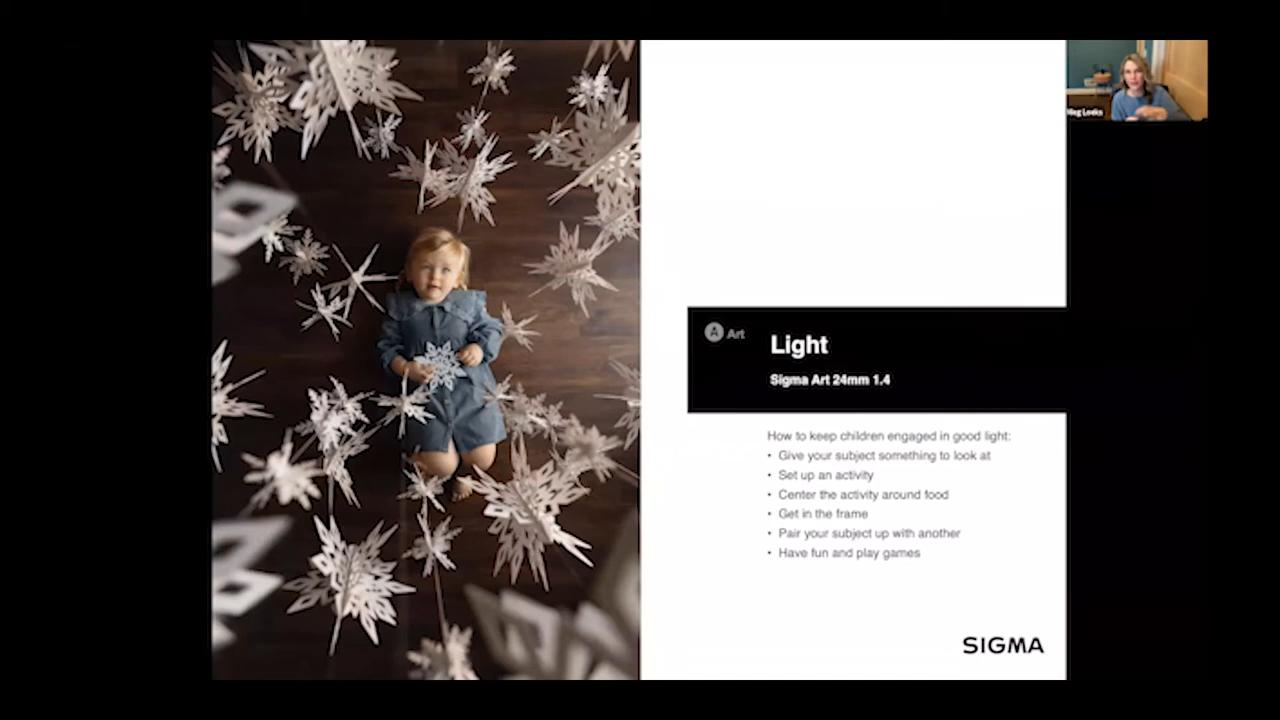 Meg Loeks
A Art
Light
Sigma Art 24mm 1.4
How to keep children engaged in good light:
• Give your subject something to look at
• Set up an activity
• Center the activity around food
• Get in the frame
• Pair your subject up with another
• Have fun and play games
SIGMA